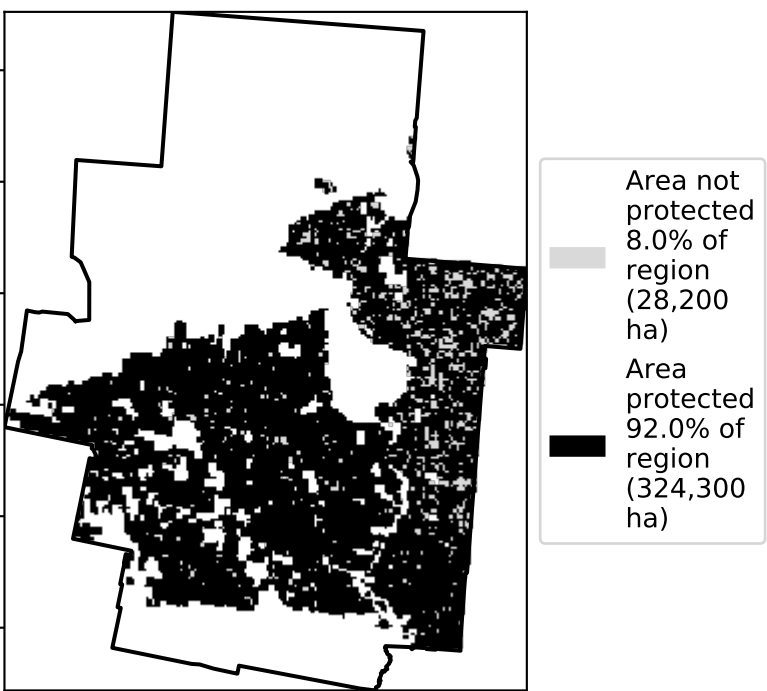 Area not
protected
8.0% of
region
(28,200
ha)
Area
protected
92.0% of
region
(324,300
ha)